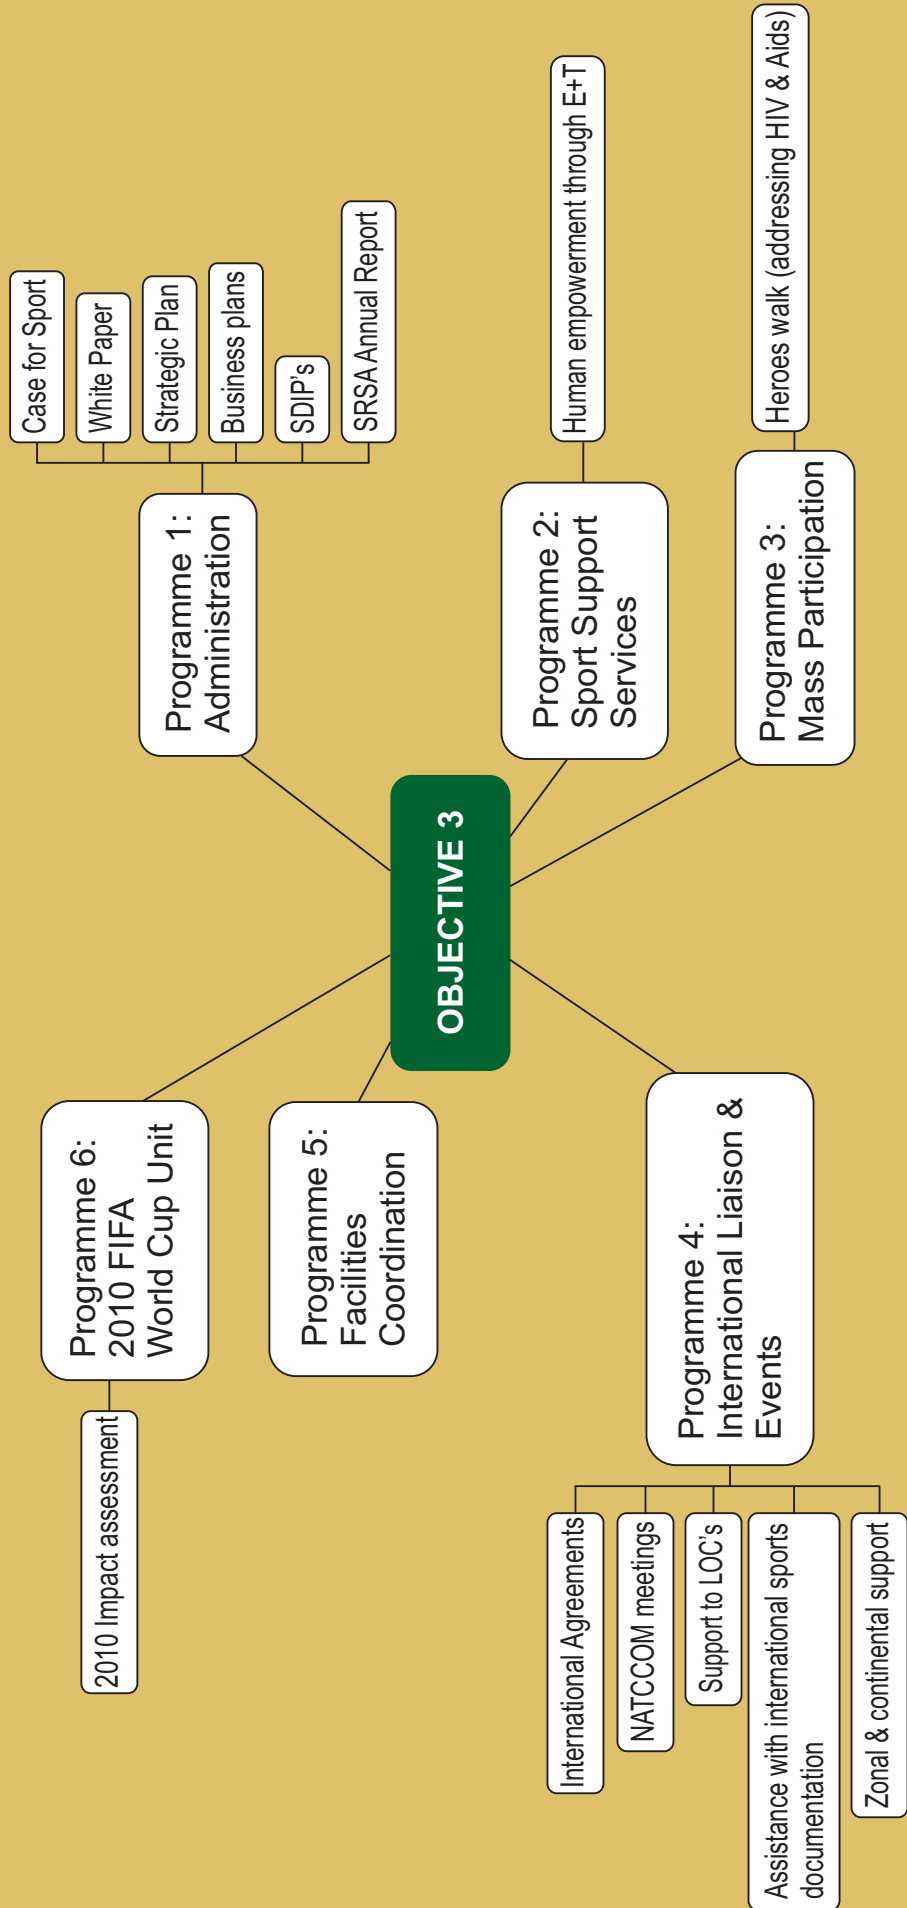 Programme 6:
2010 FIFA
World Cup Unit
2010 Impact assessment
Programme 5:
Facilities
Coordination
Programme 4:
International Liaison &
Events
International Agreements
NATCCOM meetings
Support to LOC's
Assistance with international sports
documentation
Zonal & continental support
OBJECTIVE 3
Programme 1:
Administration
Case for Sport
White Paper
Strategic Plan
Business plans
SDIP's
SRSA Annual Report
Programme 2:
Sport Support
Services
Human empowerment through E+T
Programme 3:
Mass Participation
Heroes walk (addressing HIV & Aids)